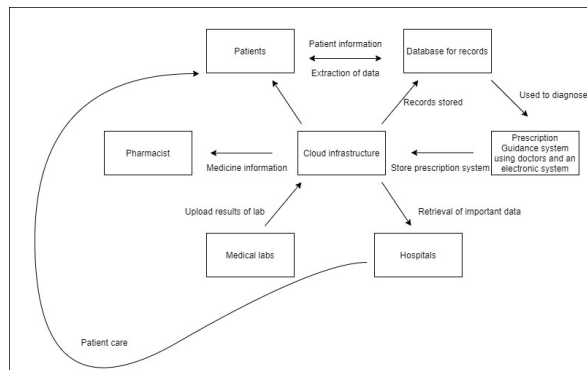 Patients
Patient information
Extraction of data
Database for records
Used to diagnose
Records stored
Pharmacist
Medicine information
Cloud infrastructure
Store prescription system
Prescription
Guidance system
using doctors and an
electronic system
Upload results of lab
Retrieval of important data
Medical labs
Hospitals
Patient care